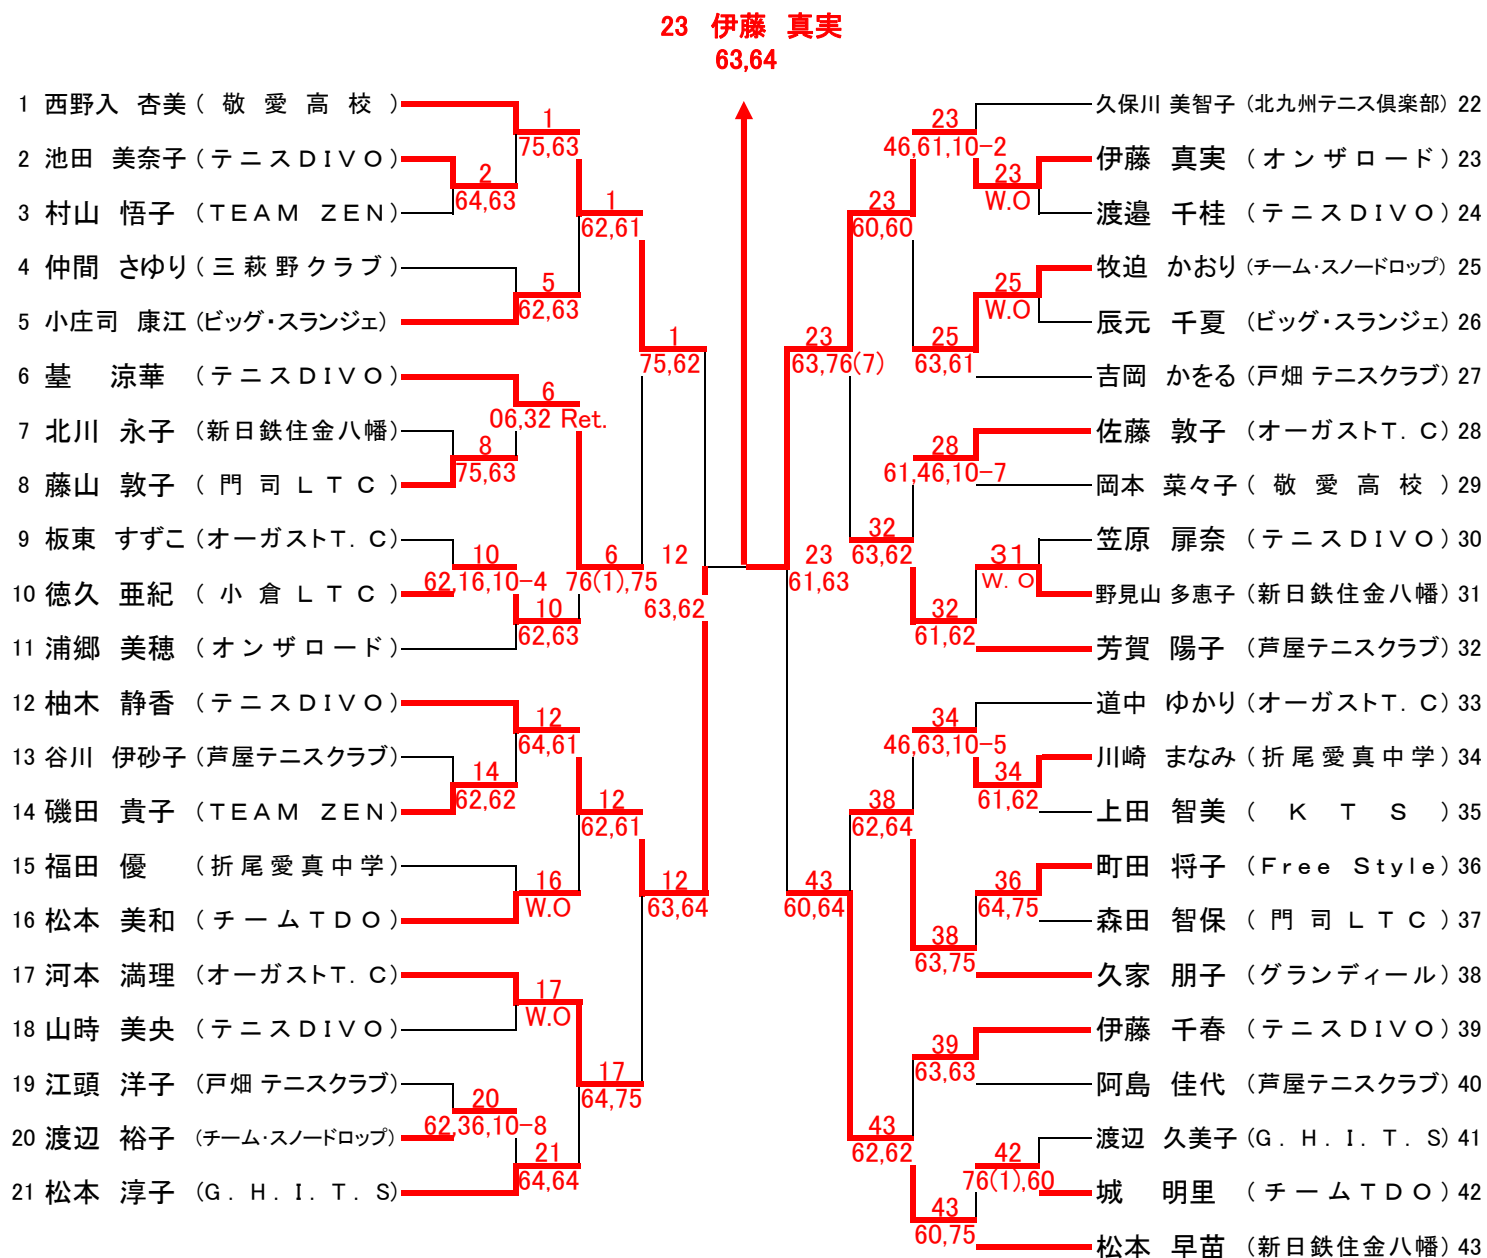 23 伊藤 真実
63,64
1 西野入 杏美 ( 敬愛高校 )
2 池田 美奈子 (テニスDIVO)
3 村山 悟子 (TEAM ZEN)
4 仲間 さゆり (三萩野クラブ)
5 小庄司 康江 (ビッグ・スランジェ)
6 䑓 涼華 (テニスDIVO)
7 北川 永子 (新日鉄住金八幡)
8 藤山 敦子 (門司LTC)
9 板東 すずこ (オーガストT.C)
10 徳久 亜紀 (小倉LTC)
11 浦郷 美穂 (オンザロード)
12 柚木 静香 (テニスDIVO)
13 谷川 伊砂子 (芦屋テニスクラブ)
14 磯田 貴子 (TEAM ZEN)
15 福田 優 (折尾愛真中学)
16 松本 美和 (チームTDO)
17 河本 満理 (オーガストT.C)
18 山時 美央 (テニスDIVO)
19 江頭 洋子 (戸畑 テニスクラブ)
20 渡辺 裕子 (チーム・スノードロップ)
21 松本 淳子 (G.H.I.T.S)
2
64,63
8
75,63
10
62,16,10-4
14
62,62
20
62,36,10-8
1
75,63
5
62,63
6
06,32 Ret.
10
62,63
12
64,61
16
W.O
17
W.O
21
64,64
1
62,61
6
76(1),75
12
62,61
17
64,75
1
75,62
12
63,64
12
63,62
23
61,63
23
63,76(7)
43
60,64
23
60,60
32
63,62
38
62,64
43
62,62
23
46,61,10-2
25
63,61
28
61,46,10-7
32
61,62
34
46,63,10-5
38
63,75
39
63,63
43
60,75
23
W.O
25
W.O
31
W.O
34
61,62
36
64,75
42
76(1),60
久保川 美智子 (北九州テニス倶楽部) 22
伊藤 真実 (オンザロード) 23
渡邉 千桂 (テニスDIVO) 24
牧迫 かおり (チーム・スノードロップ) 25
辰元 千夏 (ビッグ・スランジェ) 26
吉岡 かをる (戸畑 テニスクラブ) 27
佐藤 敦子 (オーガストT.C) 28
岡本 菜々子 ( 敬愛高校 ) 29
笠原 扉奈 (テニスDIVO) 30
野見山 多恵子 (新日鉄住金八幡) 31
芳賀 陽子 (芦屋テニスクラブ) 32
道中 ゆかり (オーガストT.C) 33
川崎 まなみ (折尾愛真中学) 34
上田 智美 ( K T S ) 35
町田 将子 (Free Style) 36
森田 智保 (門司LTC) 37
久家 朋子 (グランディール) 38
伊藤 千春 (テニスDIVO) 39
阿島 佳代 (芦屋テニスクラブ) 40
渡辺 久美子 (G.H.I.T.S) 41
城 明里 (チームTDO) 42
松本 早苗 (新日鉄住金八幡) 43